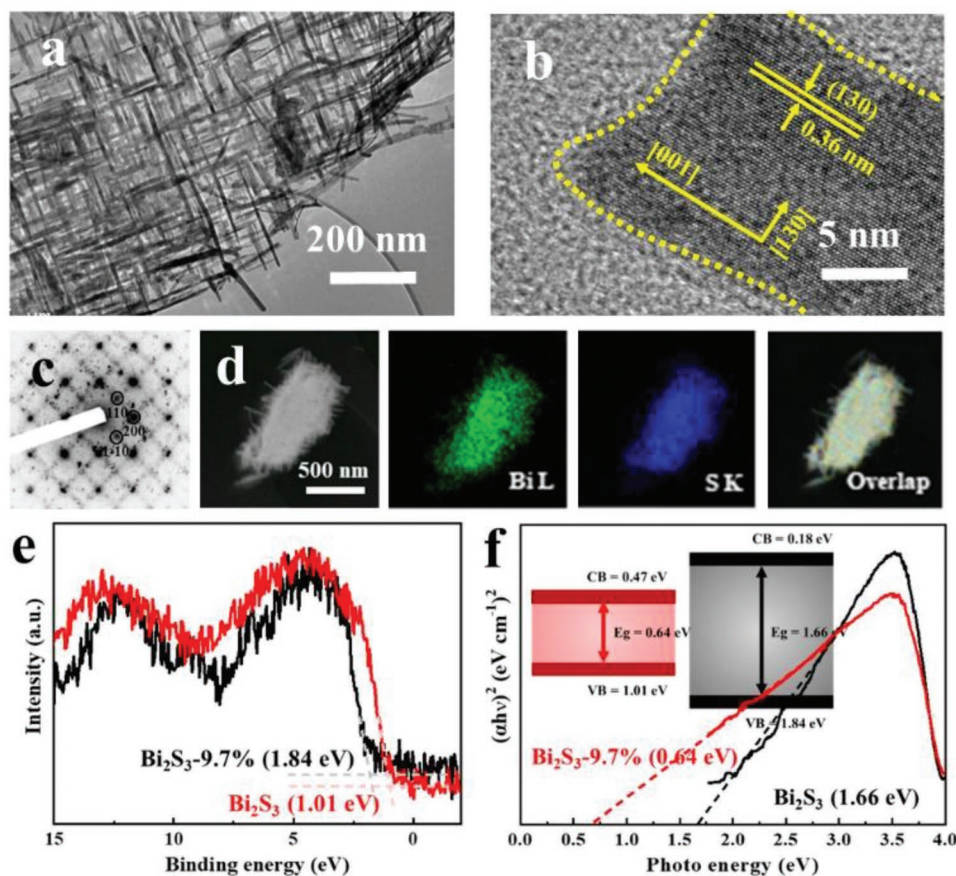 a
200 nm
b
(130)
0.36 nm
[001]
[130]
5 nm
c
110
200
1-10
d
500 nm
Bi L
S K
Overlap
e
Intensity (a.u.)
Bi₂S₃-9.7% (1.84 eV)
Bi₂S₃ (1.01 eV)
15 10 5 0
Binding energy (eV)
f
(αhν)² (eV cm⁻¹)²
CB = 0.18 eV
CB = 0.47 eV
Eg = 0.64 eV
Eg = 1.66
VB = 1.01 eV
VB = 1.84 eV
Bi₂S₃-9.7% (0.64 eV)
Bi₂S₃ (1.66 eV)
0.0 0.5 1.0 1.5 2.0 2.5 3.0 3.5 4.0
Photo energy (eV)